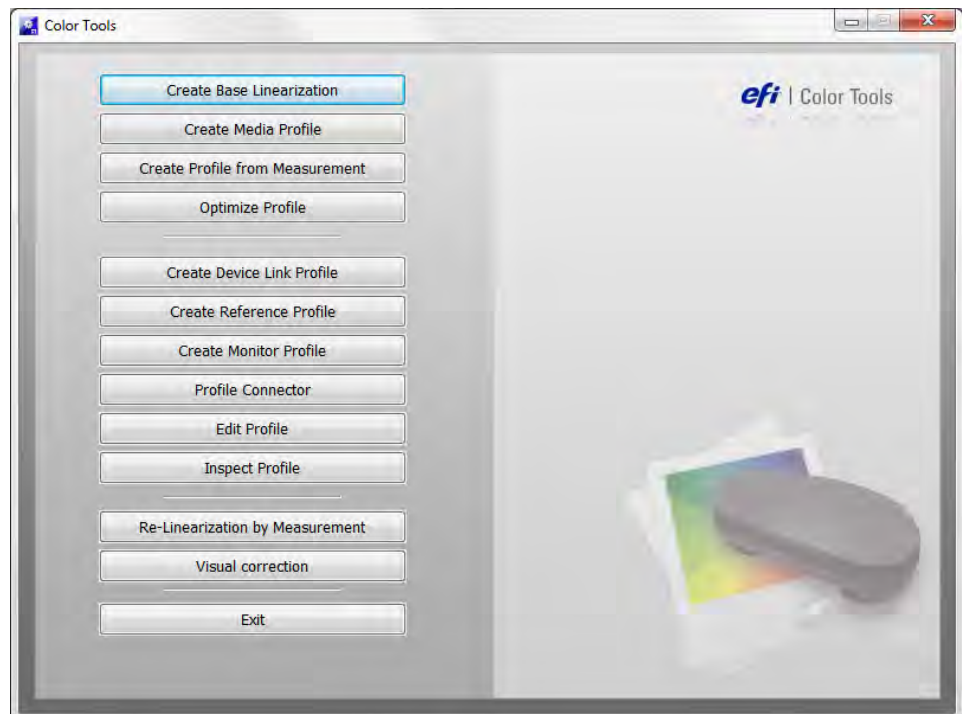 Color Tools
Create Base Linearization
efi | Color Tools
Create Media Profile
Create Profile from Measurement
Optimize Profile
Create Device Link Profile
Create Reference Profile
Create Monitor Profile
Profile Connector
Edit Profile
Inspect Profile
Re-Linearization by Measurement
Visual correction
Exit